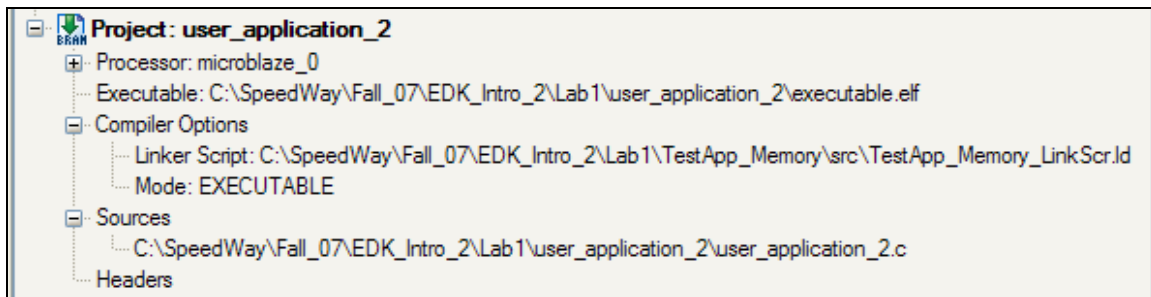 BRAM Project: user_application_2
Processor: microblaze_0
Executable: C:\SpeedWay\Fall_07\EDK_Intro_2\Lab1\user_application_2\executable.elf
Compiler Options
Linker Script: C:\SpeedWay\Fall_07\EDK_Intro_2\Lab1\TestApp_Memory\src\TestApp_Memory_LinkScr.ld
Mode: EXECUTABLE
Sources
C:\SpeedWay\Fall_07\EDK_Intro_2\Lab1\user_application_2\user_application_2.c
Headers